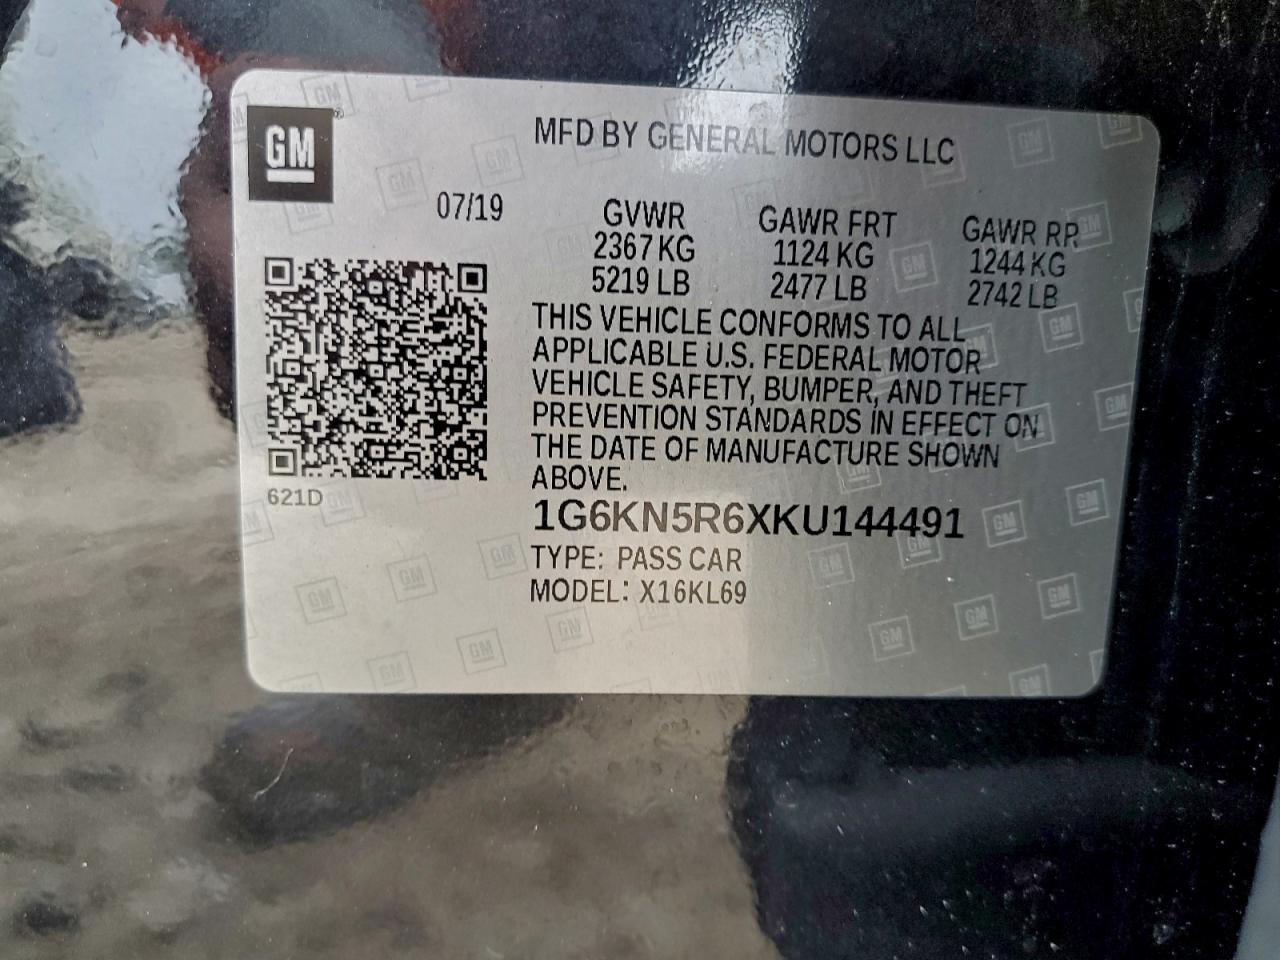 GM
MFD BY GENERAL MOTORS LLC
07/19
GVWR
2367 KG
5219 LB
GAWR FRT
1124 KG
2477 LB
GAWR RR
1244 KG
2742 LB
THIS VEHICLE CONFORMS TO ALL
APPLICABLE U.S. FEDERAL MOTOR
VEHICLE SAFETY, BUMPER, AND THEFT
PREVENTION STANDARDS IN EFFECT ON
THE DATE OF MANUFACTURE SHOWN
ABOVE.
621D
1G6KN5R6XKU144491
TYPE: PASS CAR
MODEL: X16KL69